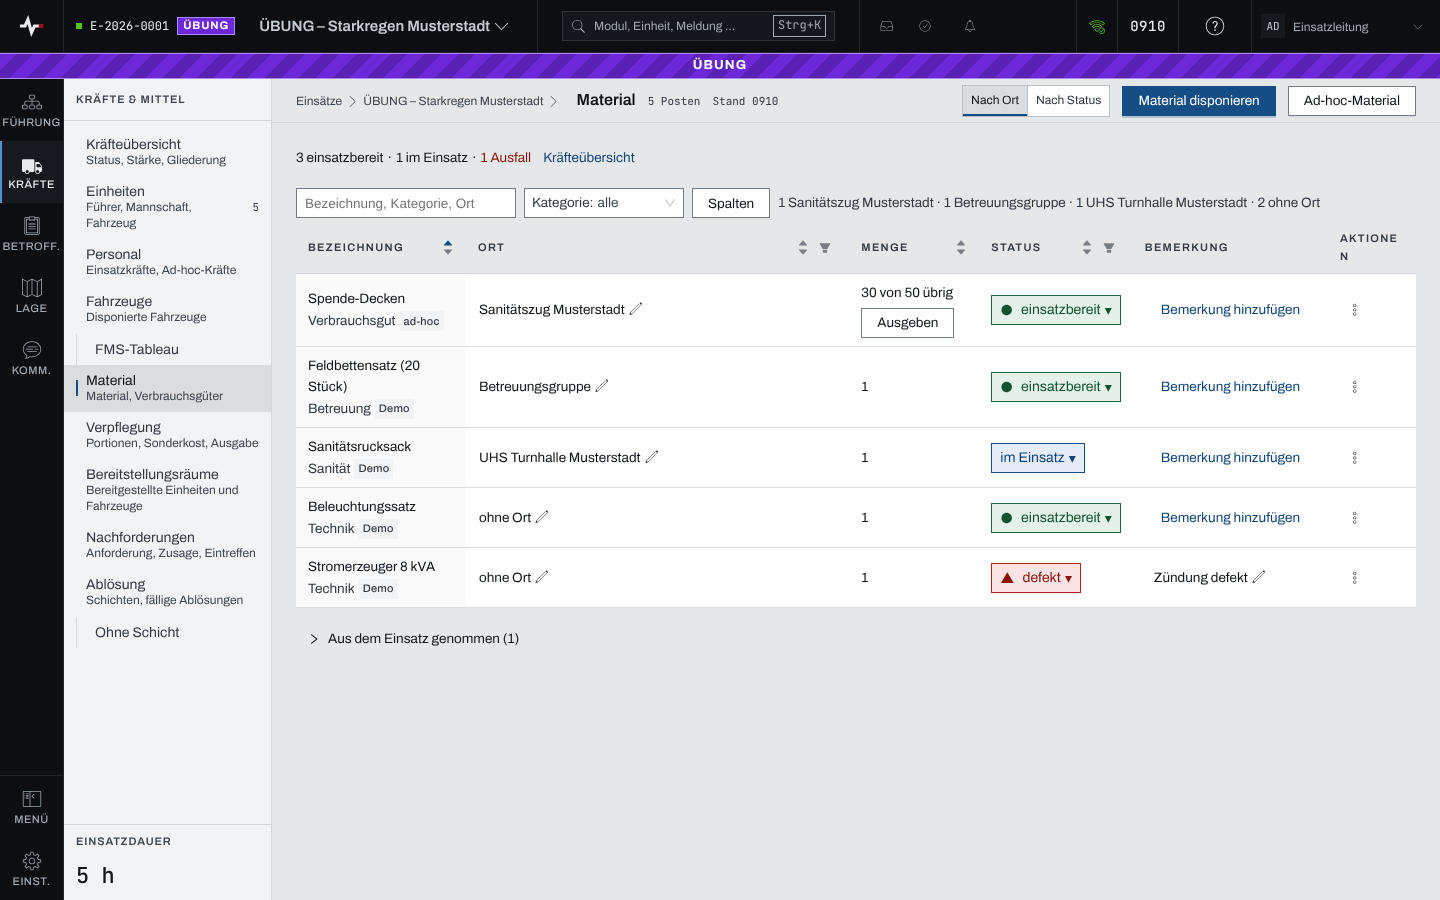 E-2026-0001 ÜBUNG ÜBUNG – Starkregen Musterstadt Modul, Einheit, Meldung ... Strg+K 0910 ? AD Einsatzleitung
ÜBUNG
FÜHRUNG
KRÄFTE
BETROFF.
LAGE
KOMM.
MENÜ
EINST.
KRÄFTE & MITTEL
Kräfteübersicht
Status, Stärke, Gliederung
Einheiten
Führer, Mannschaft, 5
Fahrzeug
Personal
Einsatzkräfte, Ad-hoc-Kräfte
Fahrzeuge
Disponierte Fahrzeuge
FMS-Tableau
Material
Material, Verbrauchsgüter
Verpflegung
Portionen, Sonderkost, Ausgabe
Bereitstellungsräume
Bereitgestellte Einheiten und
Fahrzeuge
Nachforderungen
Anforderung, Zusage, Eintreffen
Ablösung
Schichten, fällige Ablösungen
Ohne Schicht
EINSATZDAUER
5 h
Einsätze ÜBUNG – Starkregen Musterstadt Material 5 Posten Stand 0910 Nach Ort Nach Status Material disponieren Ad-hoc-Material
3 einsatzbereit · 1 im Einsatz · 1 Ausfall Kräfteübersicht
Bezeichnung, Kategorie, Ort Kategorie: alle Spalten 1 Sanitätszug Musterstadt · 1 Betreuungsgruppe · 1 UHS Turnhalle Musterstadt · 2 ohne Ort
BEZEICHNUNG ORT MENGE STATUS BEMERKUNG AKTIONE
N
Spende-Decken
Verbrauchsgut ad-hoc
Sanitätszug Musterstadt
30 von 50 übrig
Ausgeben
einsatzbereit
Bemerkung hinzufügen
Feldbettensatz (20
Stück)
Betreuung Demo
Betreuungsgruppe
1
einsatzbereit
Bemerkung hinzufügen
Sanitätsrucksack
Sanität Demo
UHS Turnhalle Musterstadt
1
im Einsatz
Bemerkung hinzufügen
Beleuchtungssatz
Technik Demo
ohne Ort
1
einsatzbereit
Bemerkung hinzufügen
Stromerzeuger 8 kVA
Technik Demo
ohne Ort
1
defekt
Zündung defekt
Aus dem Einsatz genommen (1)